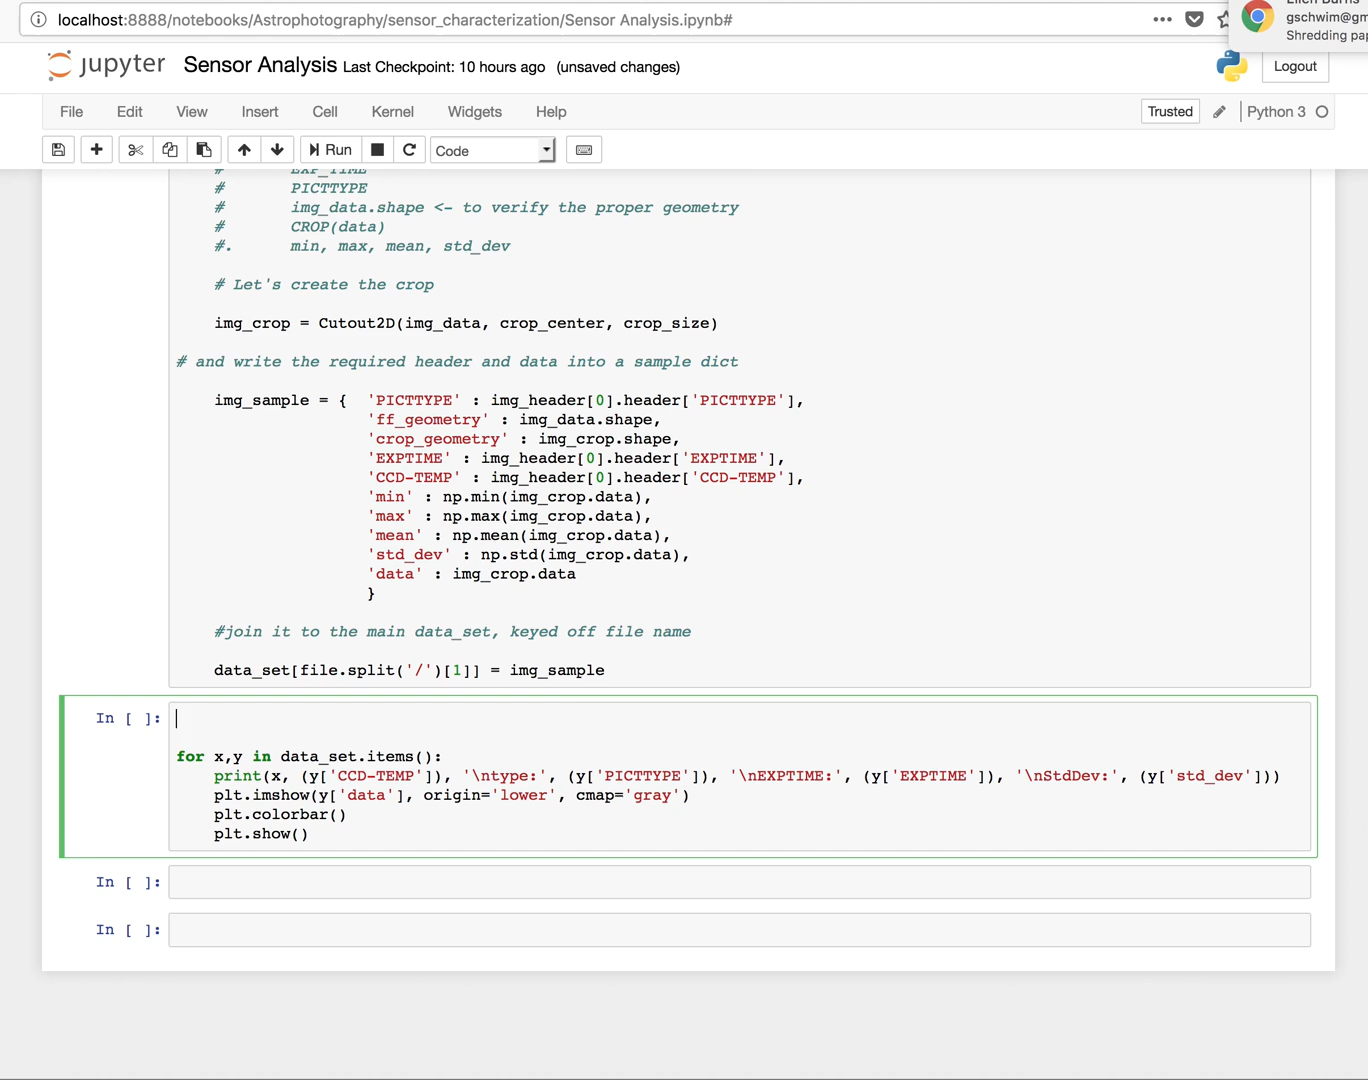 localhost:8888/notebooks/Astrophotography/sensor_characterization/Sensor Analysis.ipynb#
gschwim@gm
Shredding pap
jupyter Sensor Analysis Last Checkpoint: 10 hours ago (unsaved changes)
Logout
File Edit View Insert Cell Kernel Widgets Help
Trusted Python 3
Run Code
# EXP_TIME
# PICTTYPE
# img_data.shape <- to verify the proper geometry
# CROP(data)
#. min, max, mean, std_dev
# Let's create the crop
img_crop = Cutout2D(img_data, crop_center, crop_size)
# and write the required header and data into a sample dict
img_sample = { 'PICTTYPE' : img_header[0].header['PICTTYPE'],
'ff_geometry' : img_data.shape,
'crop_geometry' : img_crop.shape,
'EXPTIME' : img_header[0].header['EXPTIME'],
'CCD-TEMP' : img_header[0].header['CCD-TEMP'],
'min' : np.min(img_crop.data),
'max' : np.max(img_crop.data),
'mean' : np.mean(img_crop.data),
'std_dev' : np.std(img_crop.data),
'data' : img_crop.data
}
#join it to the main data_set, keyed off file name
data_set[file.split('/')[1]] = img_sample
In [ ]:
for x,y in data_set.items():
print(x, (y['CCD-TEMP']), '\ntype:', (y['PICTTYPE']), '\nEXPTIME:', (y['EXPTIME']), '\nStdDev:', (y['std_dev']))
plt.imshow(y['data'], origin='lower', cmap='gray')
plt.colorbar()
plt.show()
In [ ]:
In [ ]: